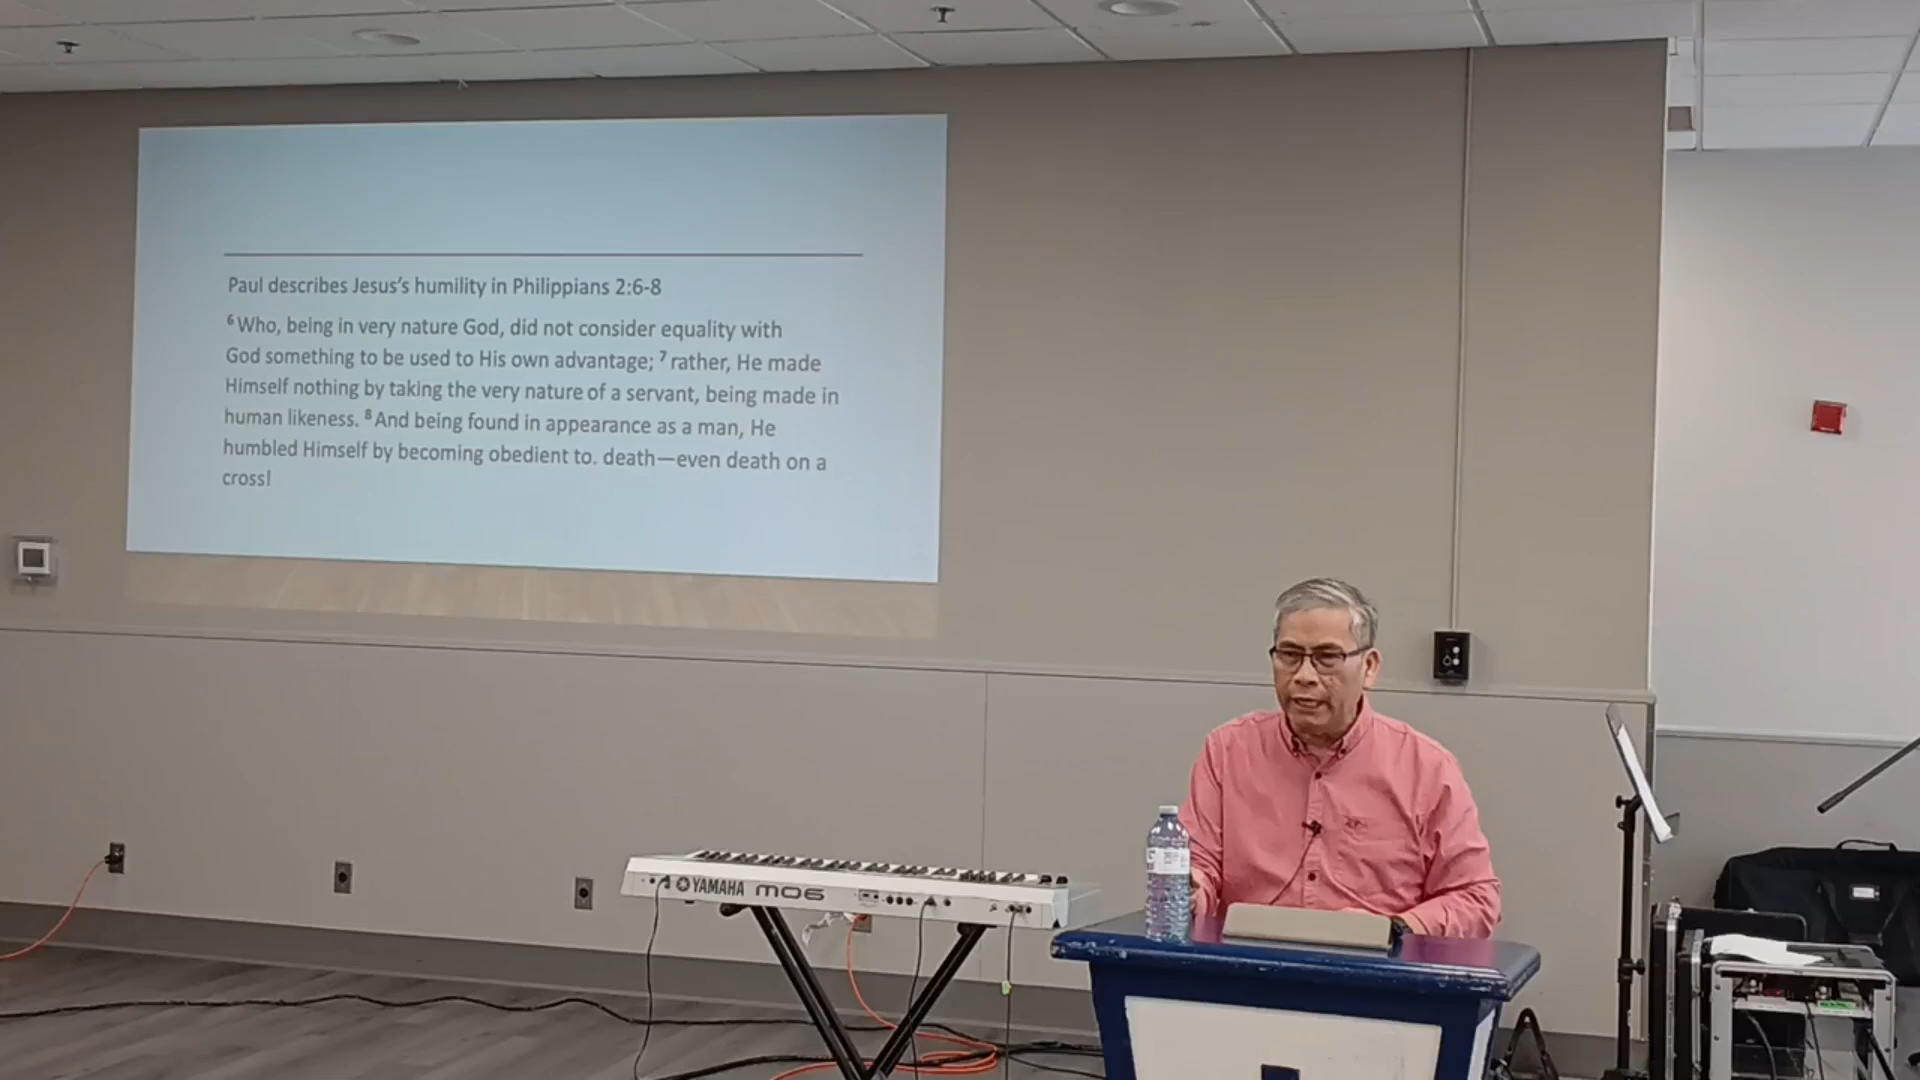 Paul describes Jesus’s humility in Philippians 2:6-8
⁶ Who, being in very nature God, did not consider equality with
God something to be used to His own advantage; ⁷ rather, He made
Himself nothing by taking the very nature of a servant, being made in
human likeness. ⁸ And being found in appearance as a man, He
humbled Himself by becoming obedient to. death—even death on a
cross!
YAMAHA MO6